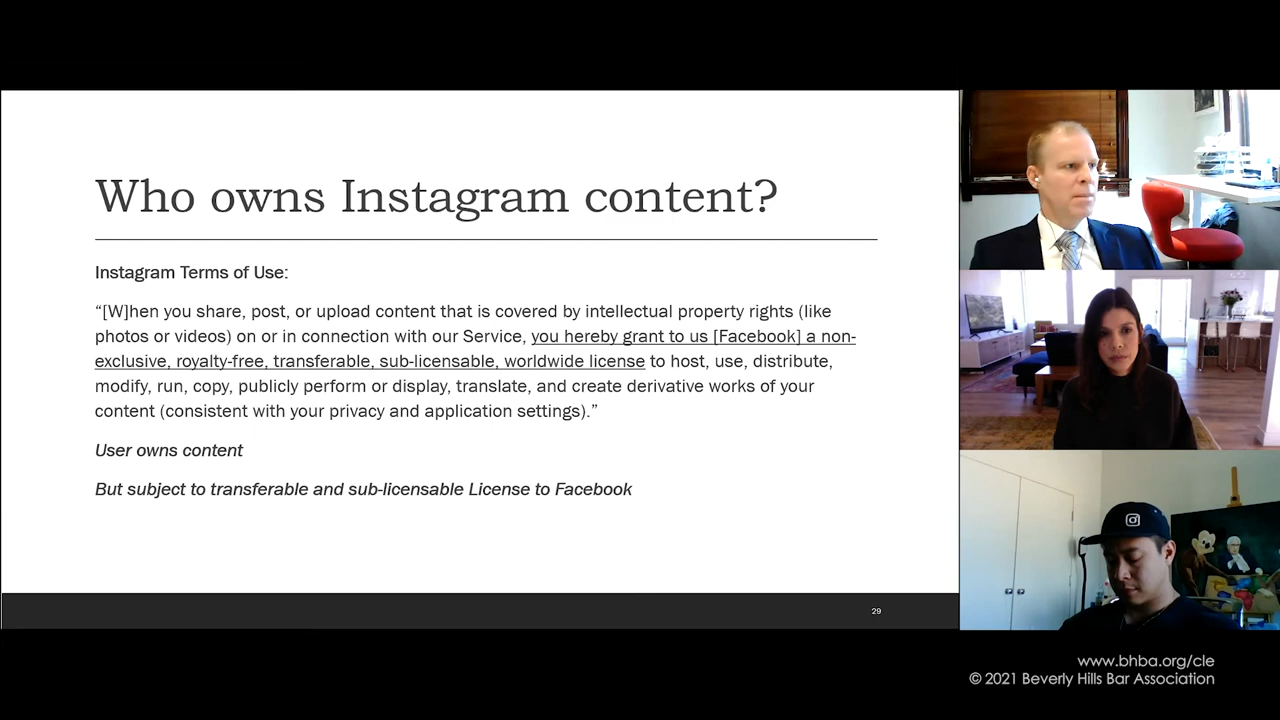 Who owns Instagram content?
Instagram Terms of Use:
“[W]hen you share, post, or upload content that is covered by intellectual property rights (like
photos or videos) on or in connection with our Service, you hereby grant to us [Facebook] a non-
exclusive, royalty-free, transferable, sub-licensable, worldwide license to host, use, distribute,
modify, run, copy, publicly perform or display, translate, and create derivative works of your
content (consistent with your privacy and application settings).”
User owns content
But subject to transferable and sub-licensable License to Facebook
29
www.bhba.org/cle
© 2021 Beverly Hills Bar Association